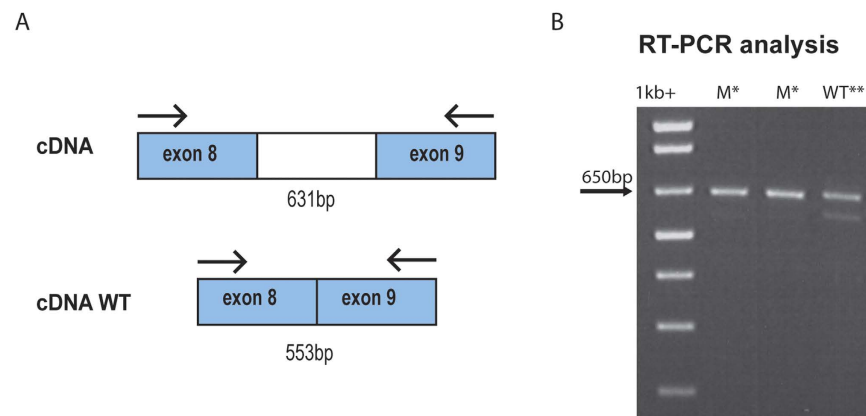 A
cDNA
exon 8
exon 9
631bp
cDNA WT
exon 8
exon 9
553bp
B
RT-PCR analysis
1kb+ M* M* WT**
650bp